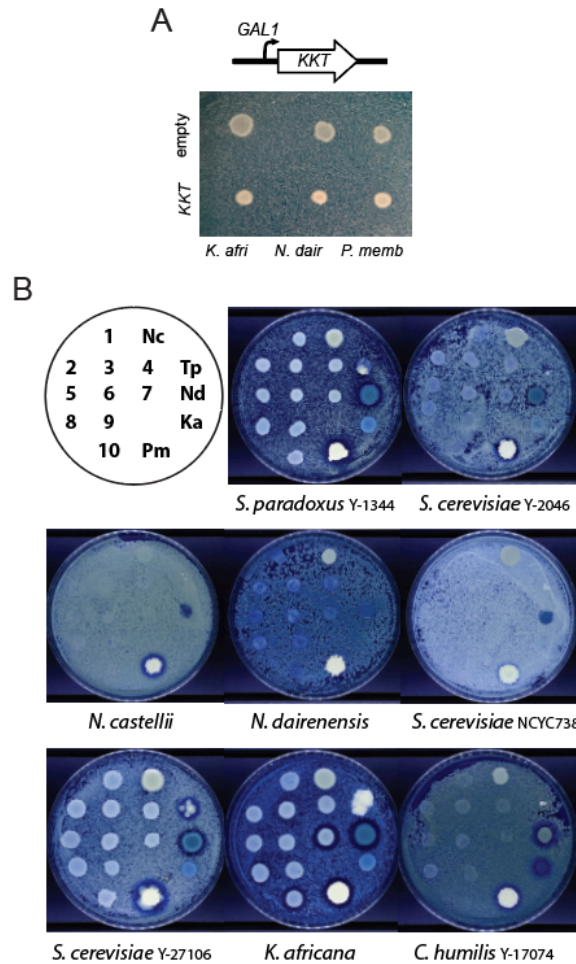 A
GAL1
KKT
empty
KKT
K. afri N. dair P. memb
B
1 Nc
2 3 4 Tp
5 6 7 Nd
8 9 Ka
10 Pm
S. paradoxus Y-1344 S. cerevisiae Y-2046
N. castellii N. dairenensis S. cerevisiae NCYC738
S. cerevisiae Y-27106 K. africana C. humilis Y-17074